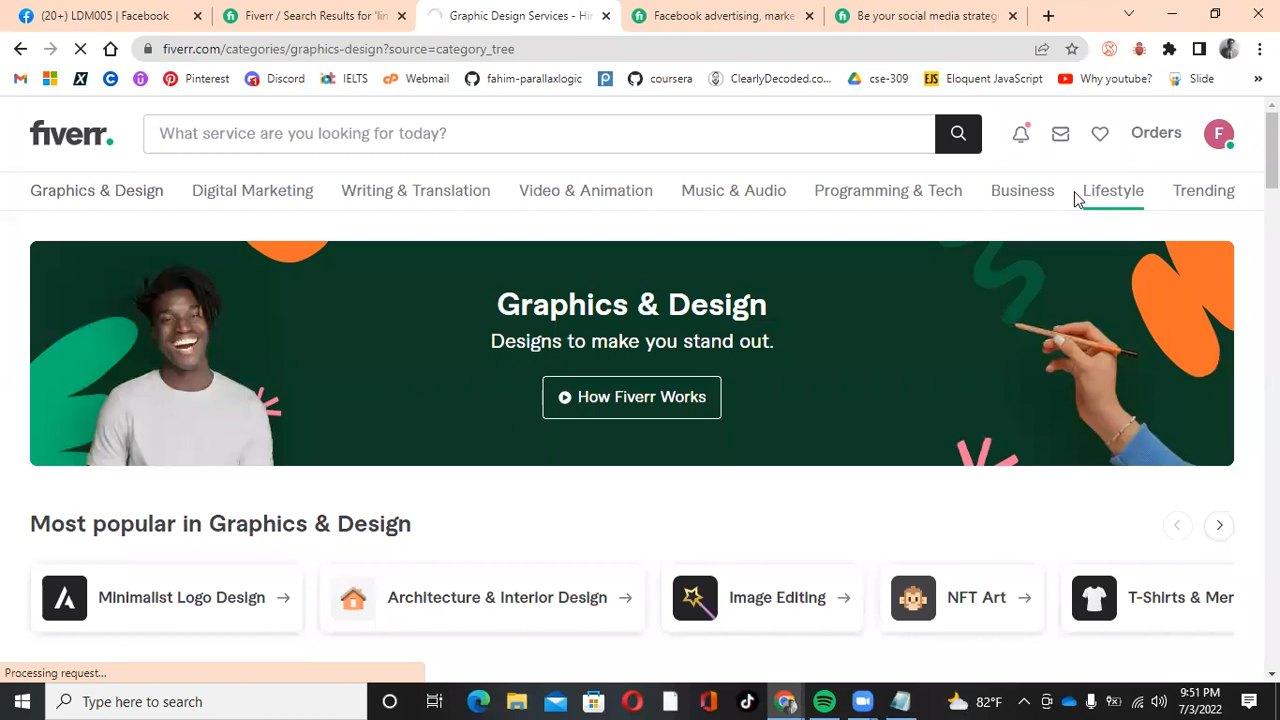 (20+) LDM005 | Facebook
Fiverr / Search Results for "lin
Graphic Design Services - Hir
Facebook advertising, marke
Be your social media strateg
fiverr.com/categories/graphics-design?source=category_tree
Pinterest
Discord
IELTS
Webmail
fahim-parallaxlogic
coursera
ClearlyDecoded.co...
cse-309
EJS
Eloquent JavaScript
Why youtube?
Slide
»
fiverr.
What service are you looking for today?
Orders
F
Graphics & Design
Digital Marketing
Writing & Translation
Video & Animation
Music & Audio
Programming & Tech
Business
Lifestyle
Trending
Graphics & Design
Designs to make you stand out.
How Fiverr Works
Most popular in Graphics & Design
Minimalist Logo Design
Architecture & Interior Design
Image Editing
NFT Art
T-Shirts & Mer
Processing request...
Type here to search
82°F
9:51 PM
7/3/2022